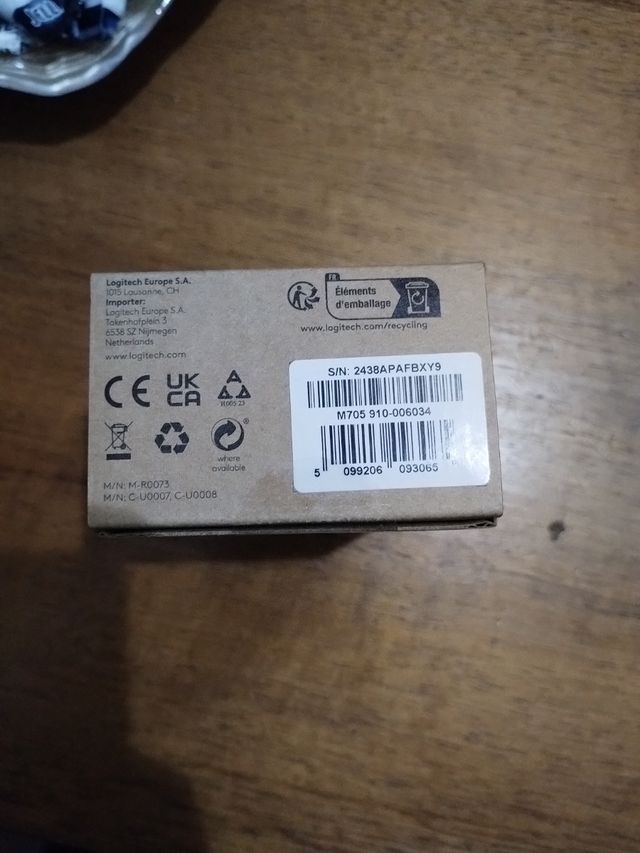 Logitech Europe S.A.
1015 Lausanne, CH
Importer:
Logitech Europe S.A.
Takenhofplein 3
6538 SZ Nijmegen
Netherlands
www.logitech.com
FR
Éléments
d'emballage
www.logitech.com/recycling
CE
UK
CA
where
available
M/N: M-R0073
M/N: C-U0007, C-U0008
S/N: 2438APAFBXY9
M705 910-006034
5 099206 093065